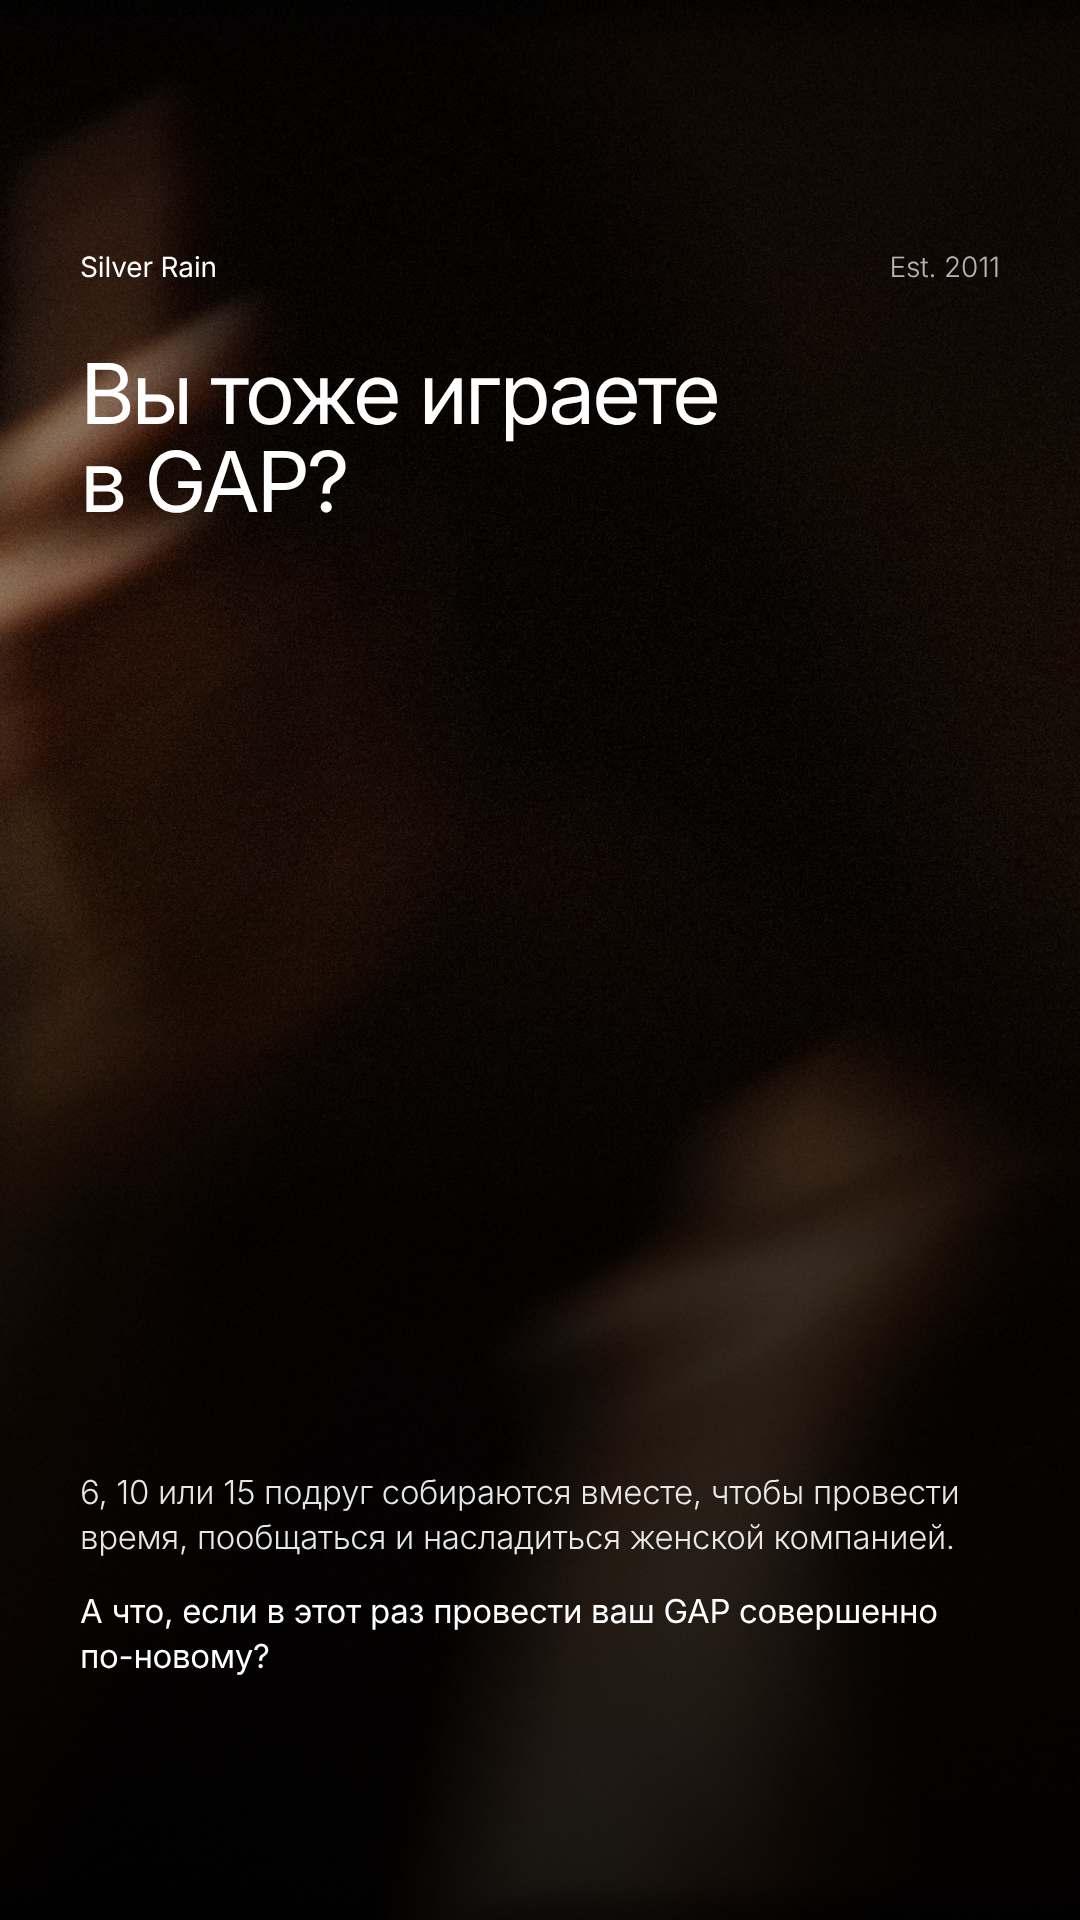 Silver Rain
Est. 2011
Вы тоже играете
в GAP?
6, 10 или 15 подруг собираются вместе, чтобы провести
время, пообщаться и насладиться женской компанией.
А что, если в этот раз провести ваш GAP совершенно
по-новому?